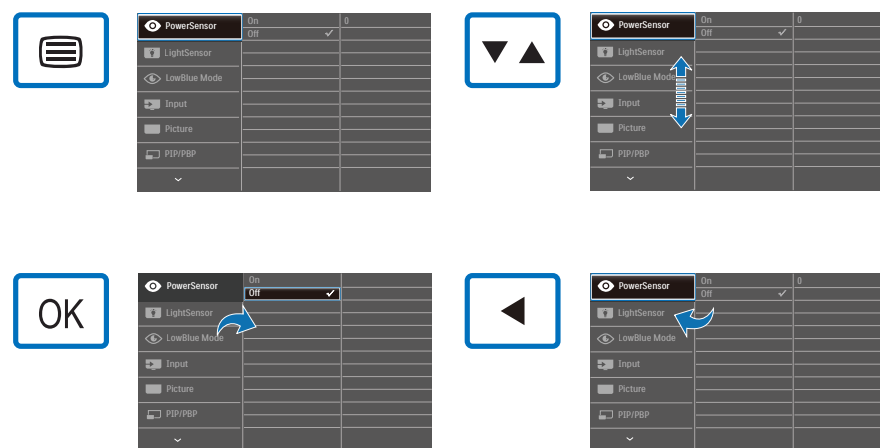 PowerSensor On 0
Off
LightSensor
LowBlue Mode
Input
Picture
PIP/PBP
PowerSensor On 0
Off
LightSensor
LowBlue Mode
Input
Picture
PIP/PBP
OK
PowerSensor On
Off
LightSensor
LowBlue Mode
Input
Picture
PIP/PBP
PowerSensor On 0
Off
LightSensor
LowBlue Mode
Input
Picture
PIP/PBP